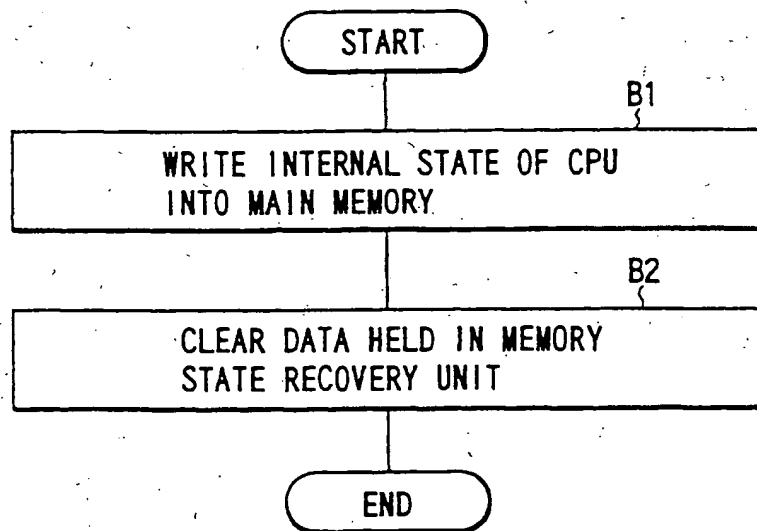 START
B1
WRITE INTERNAL STATE OF CPU
INTO MAIN MEMORY
B2
CLEAR DATA HELD IN MEMORY
STATE RECOVERY UNIT
END